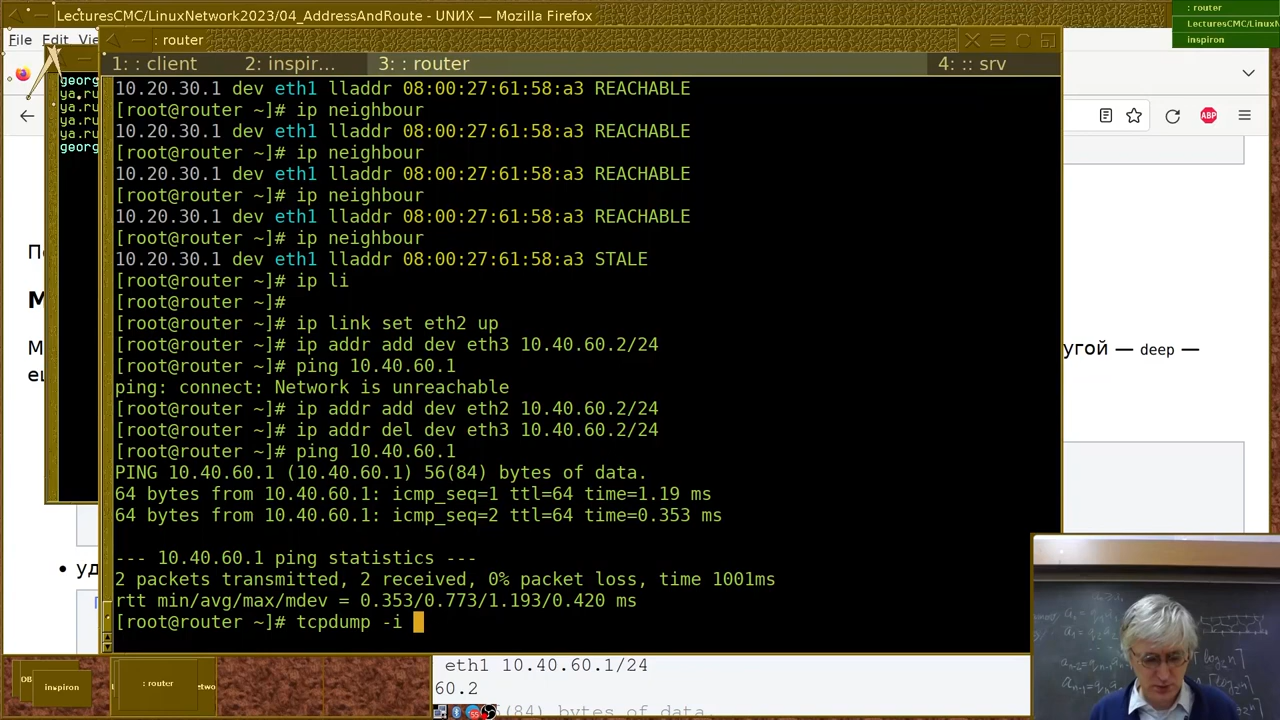 LecturesCMC/LinuxNetwork2023/04_AddressAndRoute - UNИX — Mozilla Firefox
: router
LecturesCMC/LinuxN
inspiron
File Edit Vie
: router
1: : client
2: inspir...
3: : router
4: :: srv
georg
ya.ru
ya.ru
ya.ru
ya.ru
georg
ABP
10.20.30.1 dev eth1 lladdr 08:00:27:61:58:a3 REACHABLE
[root@router ~]# ip neighbour
10.20.30.1 dev eth1 lladdr 08:00:27:61:58:a3 REACHABLE
[root@router ~]# ip neighbour
10.20.30.1 dev eth1 lladdr 08:00:27:61:58:a3 REACHABLE
[root@router ~]# ip neighbour
10.20.30.1 dev eth1 lladdr 08:00:27:61:58:a3 REACHABLE
[root@router ~]# ip neighbour
10.20.30.1 dev eth1 lladdr 08:00:27:61:58:a3 STALE
[root@router ~]# ip li
[root@router ~]#
[root@router ~]# ip link set eth2 up
[root@router ~]# ip addr add dev eth3 10.40.60.2/24
[root@router ~]# ping 10.40.60.1
ping: connect: Network is unreachable
[root@router ~]# ip addr add dev eth2 10.40.60.2/24
[root@router ~]# ip addr del dev eth3 10.40.60.2/24
[root@router ~]# ping 10.40.60.1
PING 10.40.60.1 (10.40.60.1) 56(84) bytes of data.
64 bytes from 10.40.60.1: icmp_seq=1 ttl=64 time=1.19 ms
64 bytes from 10.40.60.1: icmp_seq=2 ttl=64 time=0.353 ms
--- 10.40.60.1 ping statistics ---
2 packets transmitted, 2 received, 0% packet loss, time 1001ms
rtt min/avg/max/mdev = 0.353/0.773/1.193/0.420 ms
[root@router ~]# tcpdump -i
угой — deep —
• уд
inspiron
: router
etwo
eth1 10.40.60.1/24
60.2
56(84) bytes of data.